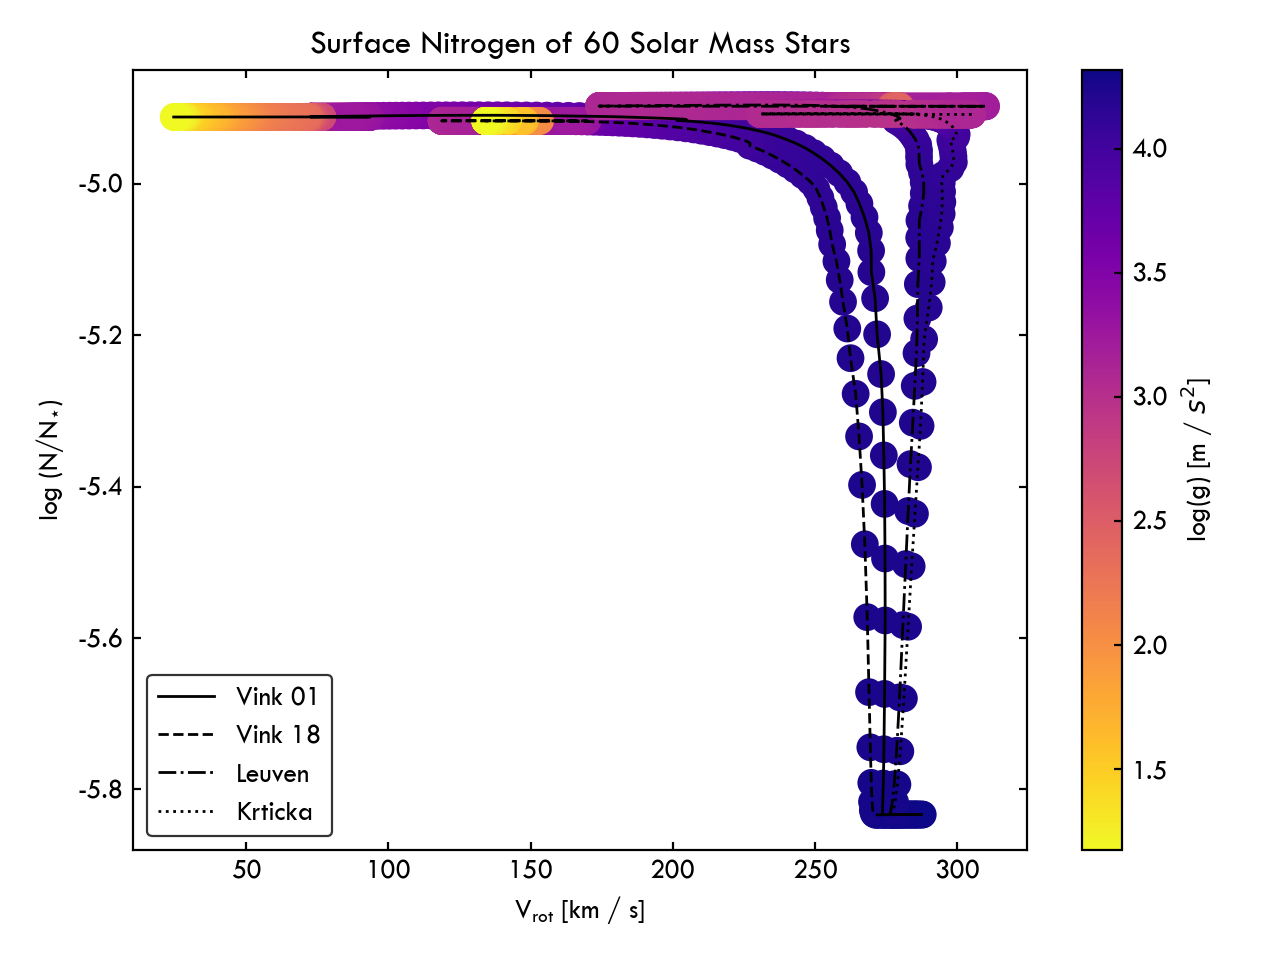 Surface Nitrogen of 60 Solar Mass Stars
log (N/N⋆)
-5.0
-5.2
-5.4
-5.6
-5.8
Vink 01
Vink 18
Leuven
Krticka
50 100 150 200 250 300
V_rot [km / s]
4.0
3.5
3.0
2.5
2.0
1.5
log(g) [m / s²]